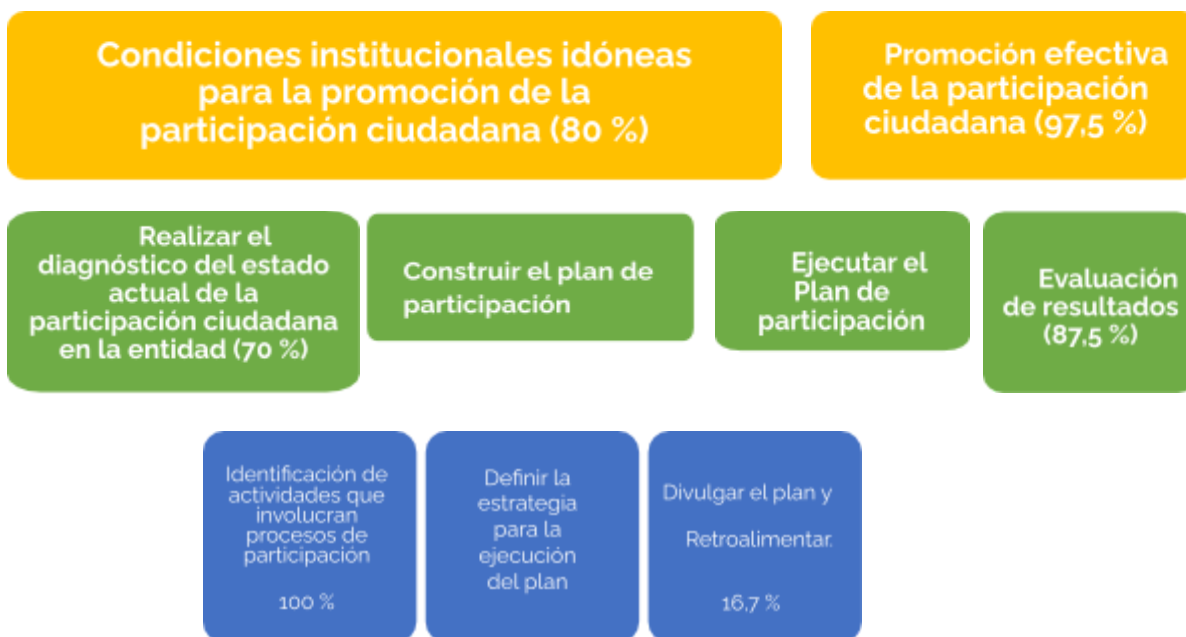 Condiciones institucionales idóneas
para la promoción de la
participación ciudadana (80 %)
Promoción efectiva
de la participación
ciudadana (97,5 %)
Realizar el
diagnóstico del estado
actual de la
participación ciudadana
en la entidad (70 %)
Construir el plan de
participación
Ejecutar el
Plan de
participación
Evaluación
de resultados
(87,5 %)
Identificación de
actividades que
involucran
procesos de
participación
100 %
Definir la
estrategia
para la
ejecución
del plan
Divulgar el plan y
Retroalimentar.
16,7 %